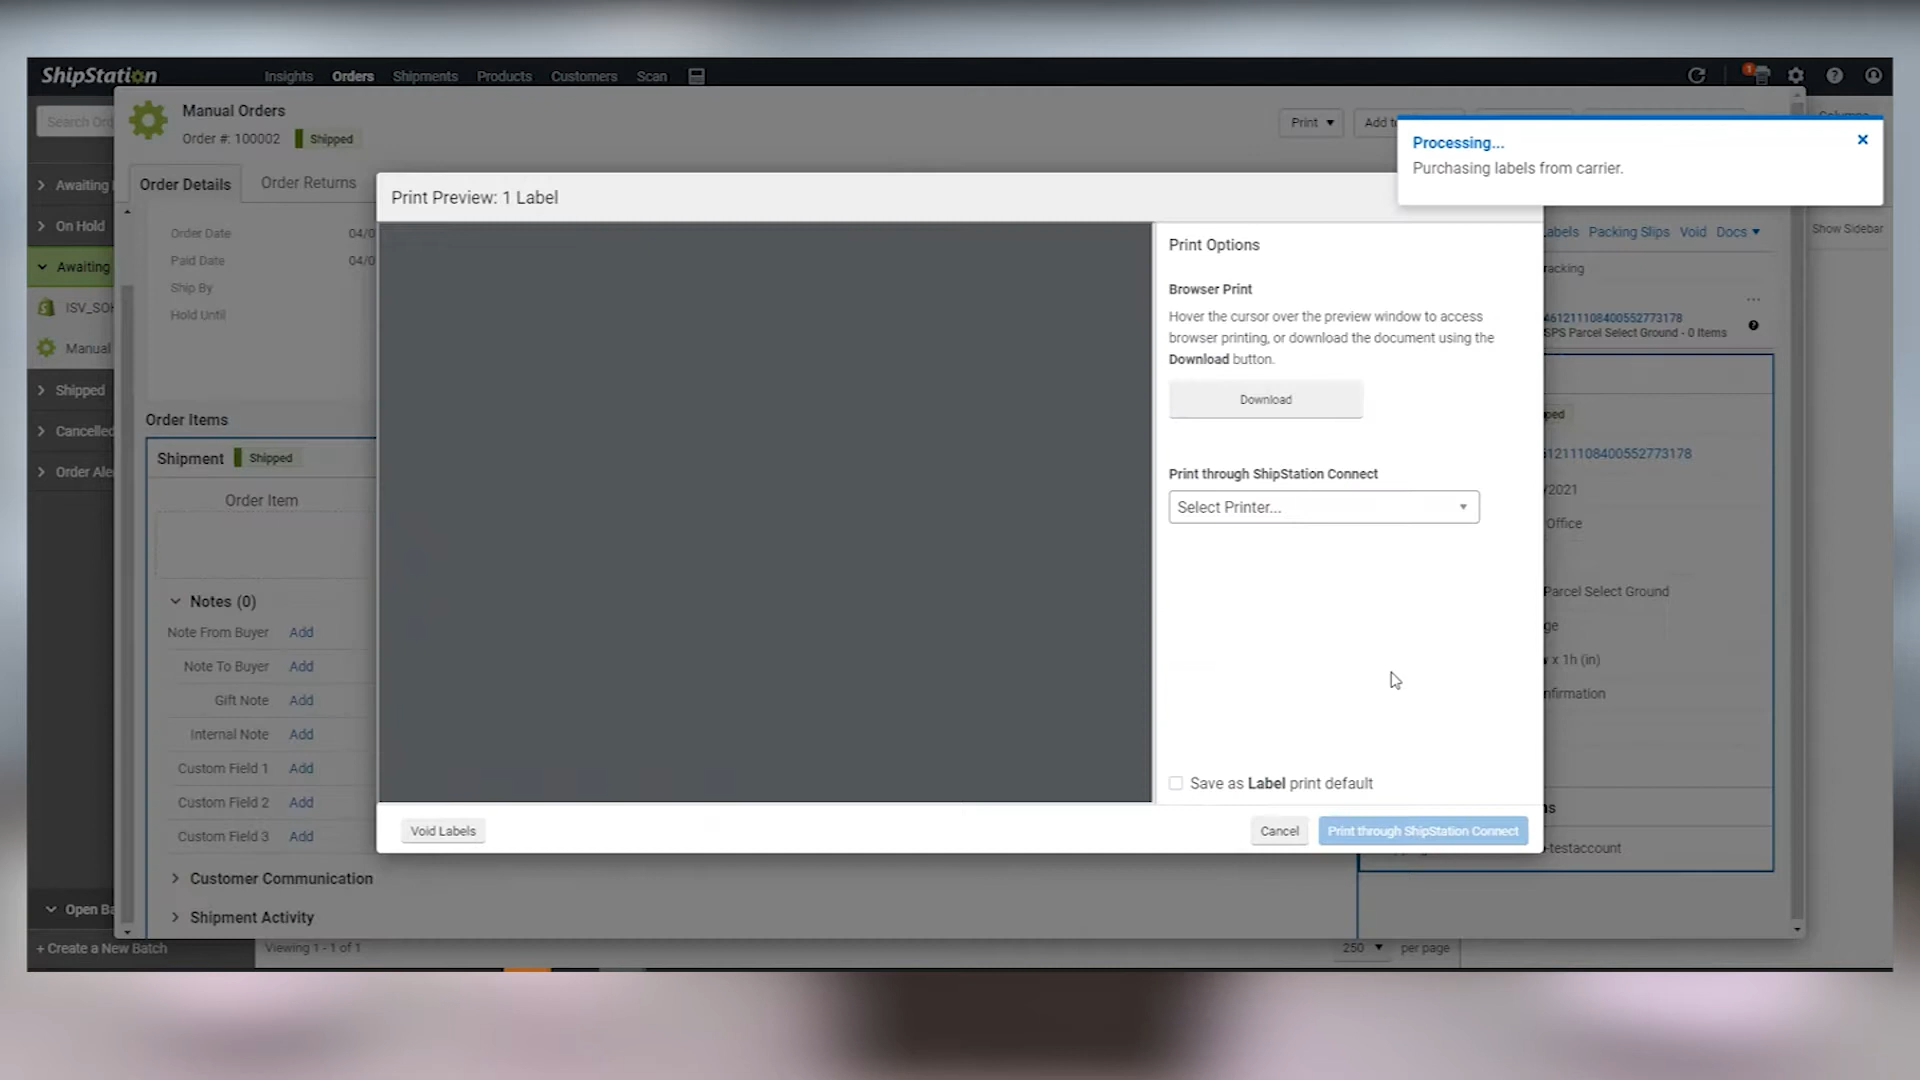 ShipStation
Insights Orders Shipments Products Customers Scan
1
Search
Manual Orders
Order #: 100002 Shipped
Print
Add
Processing...
Purchasing labels from carrier.
Awaiting
On Hold
Awaiting
Manual
Shipped
Cancelled
Order
Order Details Order Returns
Order Date 04/0
Paid Date 04/0
Ship By
Hold Until
Order Items
Shipment Shipped
Order Item
Notes (0)
Note From Buyer Add
Note To Buyer Add
Gift Note Add
Internal Note Add
Custom Field 1 Add
Custom Field 2 Add
Custom Field 3 Add
Customer Communication
Shipment Activity
Open
+ Create a New Batch
Viewing 1 - 1 of 1
250 per page
Print Preview: 1 Label
Print Options
Browser Print
Hover the cursor over the preview window to access
browser printing, or download the document using the
Download button.
Download
Print through ShipStation Connect
Select Printer...
Save as Label print default
Void Labels
Cancel
Print through ShipStation Connect
abels Packing Slips Void Docs
Show Sidebar
racking
...
4612111084005527 73178
SPS Parcel Select Ground - 0 Items
ped
12111084005527 73178
/2021
Office
Parcel Select Ground
ge
x 1h (in)
nfirmation
ns
-testaccount